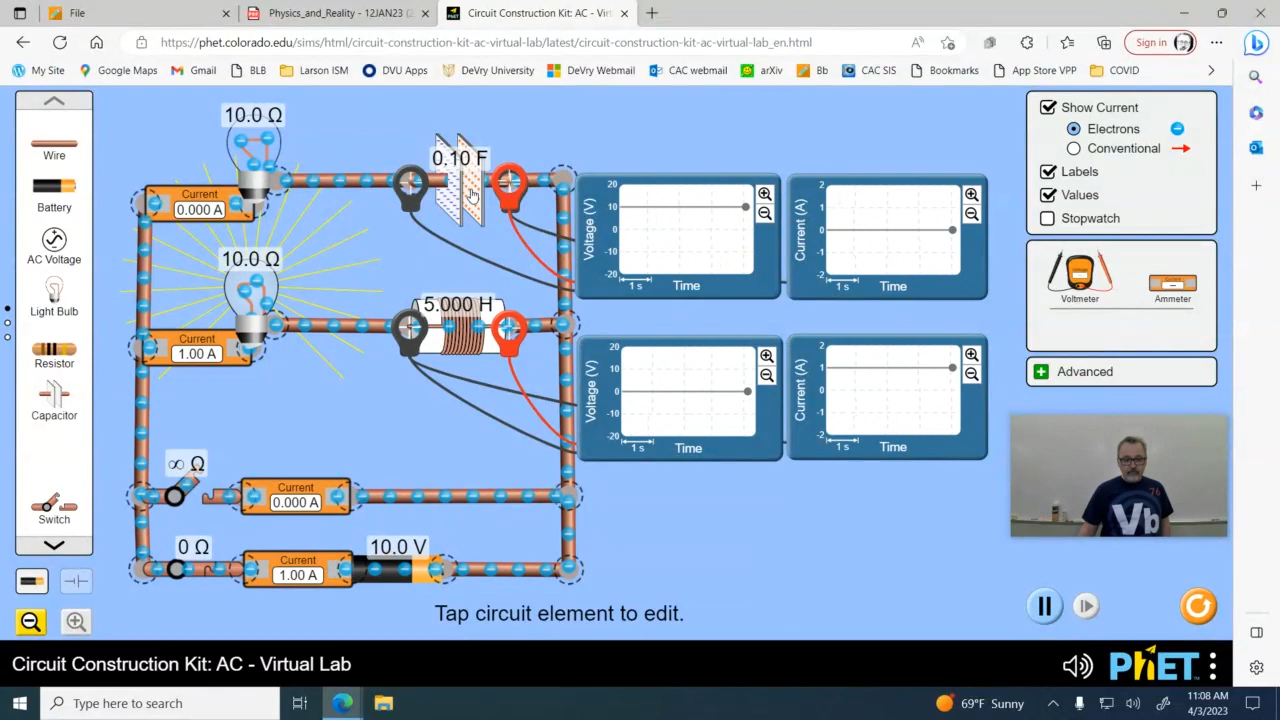 File
Physics_and_Reality - 12JAN23 (2
Circuit Construction Kit: AC - Virt
https://phet.colorado.edu/sims/html/circuit-construction-kit-ac-virtual-lab/latest/circuit-construction-kit-ac-virtual-lab_en.html
Sign in
My Site
Google Maps
Gmail
BLB
Larson ISM
DVU Apps
DeVry University
DeVry Webmail
CAC webmail
arXiv
Bb
CAC SIS
Bookmarks
App Store VPP
COVID
Wire
Battery
AC Voltage
Light Bulb
Resistor
Capacitor
Switch
10.0 Ω
Current
0.000 A
0.10 F
10.0 Ω
Current
1.00 A
5.000 H
∞ Ω
Current
0.000 A
0 Ω
Current
1.00 A
10.0 V
Voltage (V)
20
10
0
-10
-20
1 s
Time
Current (A)
2
1
0
-1
-2
1 s
Time
Voltage (V)
20
10
0
-10
-20
1 s
Time
Current (A)
2
1
0
-1
-2
1 s
Time
Show Current
Electrons
Conventional
Labels
Values
Stopwatch
Voltage
Voltmeter
Current
Ammeter
Advanced
76
Vb
Tap circuit element to edit.
Circuit Construction Kit: AC - Virtual Lab
PhET
Type here to search
69°F Sunny
11:08 AM
4/3/2023